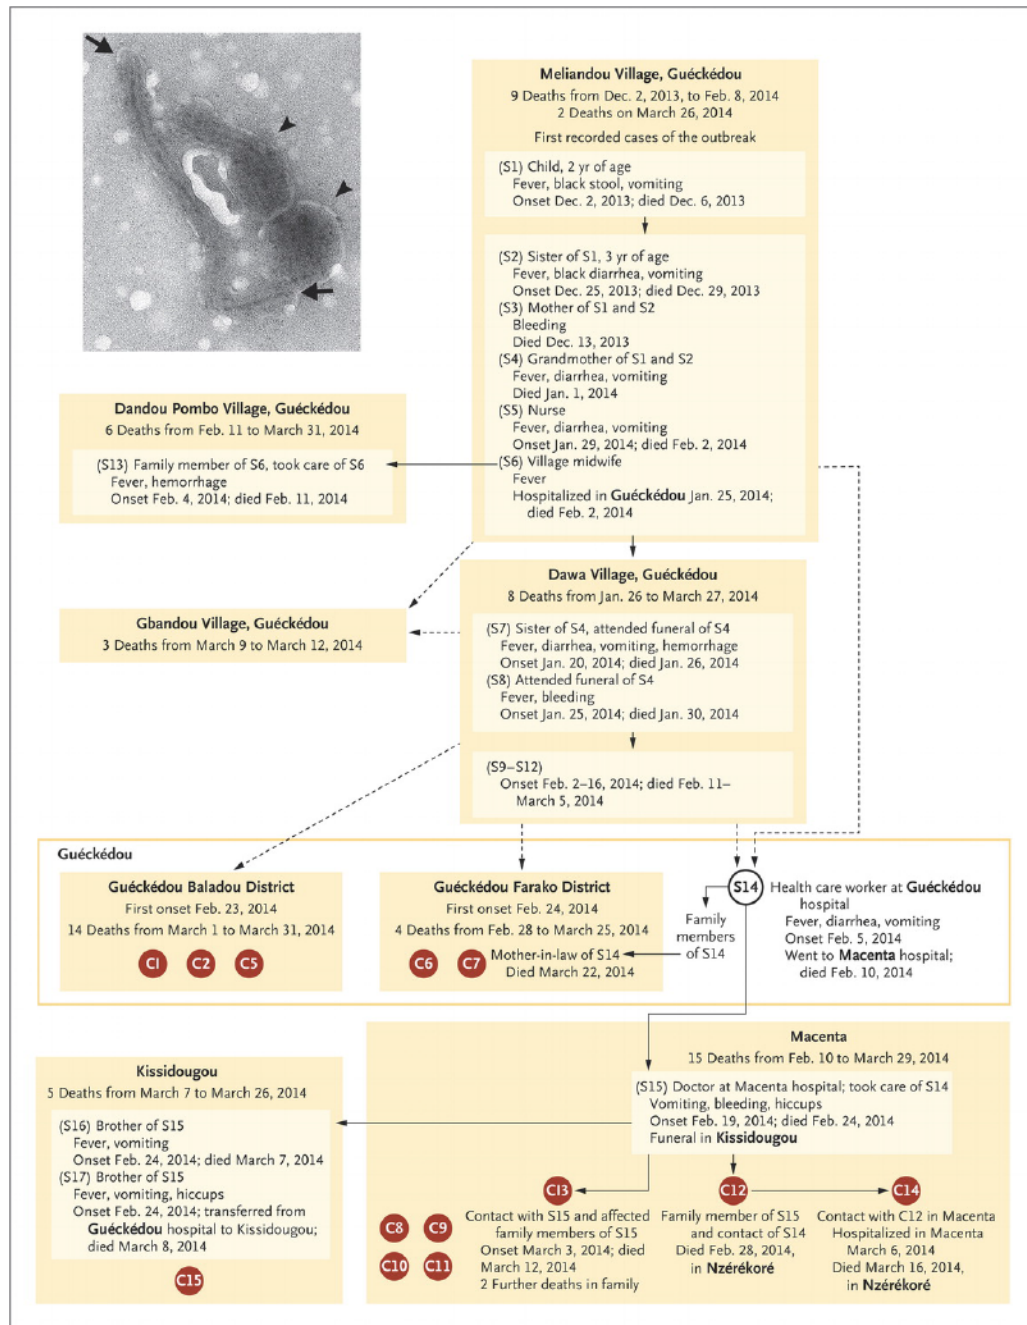 Meliandou Village, Guéckédou
9 Deaths from Dec. 2, 2013, to Feb. 8, 2014
2 Deaths on March 26, 2014
First recorded cases of the outbreak
(S1) Child, 2 yr of age
Fever, black stool, vomiting
Onset Dec. 2, 2013; died Dec. 6, 2013
(S2) Sister of S1, 3 yr of age
Fever, black diarrhea, vomiting
Onset Dec. 25, 2013; died Dec. 29, 2013
(S3) Mother of S1 and S2
Bleeding
Died Dec. 13, 2013
(S4) Grandmother of S1 and S2
Fever, diarrhea, vomiting
Died Jan. 1, 2014
(S5) Nurse
Fever, diarrhea, vomiting
Onset Jan. 29, 2014; died Feb. 2, 2014
(S6) Village midwife
Fever
Hospitalized in Guéckédou Jan. 25, 2014;
died Feb. 2, 2014
Dandou Pombo Village, Guéckédou
6 Deaths from Feb. 11 to March 31, 2014
(S13) Family member of S6, took care of S6
Fever, hemorrhage
Onset Feb. 4, 2014; died Feb. 11, 2014
Gbandou Village, Guéckédou
3 Deaths from March 9 to March 12, 2014
Dawa Village, Guéckédou
8 Deaths from Jan. 26 to March 27, 2014
(S7) Sister of S4, attended funeral of S4
Fever, diarrhea, vomiting, hemorrhage
Onset Jan. 20, 2014; died Jan. 26, 2014
(S8) Attended funeral of S4
Fever, bleeding
Onset Jan. 25, 2014; died Jan. 30, 2014
(S9–S12)
Onset Feb. 2–16, 2014; died Feb. 11–
March 5, 2014
Guéckédou
Guéckédou Baladou District
First onset Feb. 23, 2014
14 Deaths from March 1 to March 31, 2014
C1 C2 C5
Guéckédou Farako District
First onset Feb. 24, 2014
4 Deaths from Feb. 28 to March 25, 2014
C6 C7
Mother-in-law of S14
Died March 22, 2014
Family
members
of S14
S14
Health care worker at Guéckédou
hospital
Fever, diarrhea, vomiting
Onset Feb. 5, 2014
Went to Macenta hospital;
died Feb. 10, 2014
Macenta
15 Deaths from Feb. 10 to March 29, 2014
(S15) Doctor at Macenta hospital; took care of S14
Vomiting, bleeding, hiccups
Onset Feb. 19, 2014; died Feb. 24, 2014
Funeral in Kissidougou
Kissidougou
5 Deaths from March 7 to March 26, 2014
(S16) Brother of S15
Fever, vomiting
Onset Feb. 24, 2014; died March 7, 2014
(S17) Brother of S15
Fever, vomiting, hiccups
Onset Feb. 24, 2014; transferred from
Guéckédou hospital to Kissidougou;
died March 8, 2014
C15
C8 C9
C10 C11
C13
Contact with S15 and affected
family members of S15
Onset March 3, 2014; died
March 12, 2014
2 Further deaths in family
C12
Family member of S15
and contact of S14
Died Feb. 28, 2014,
in Nzérékoré
C14
Contact with C12 in Macenta
Hospitalized in Macenta
March 6, 2014
Died March 16, 2014,
in Nzérékoré